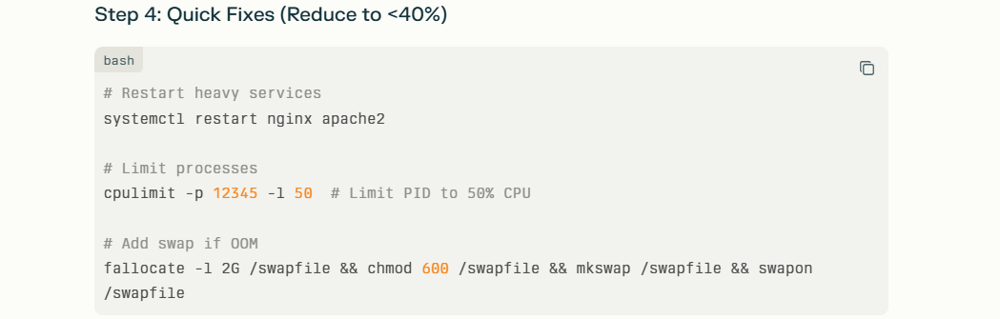 Step 4: Quick Fixes (Reduce to <40%)
bash
# Restart heavy services
systemctl restart nginx apache2
# Limit processes
cpulimit -p 12345 -l 50  # Limit PID to 50% CPU
# Add swap if OOM
fallocate -l 2G /swapfile && chmod 600 /swapfile && mkswap /swapfile && swapon
/swapfile